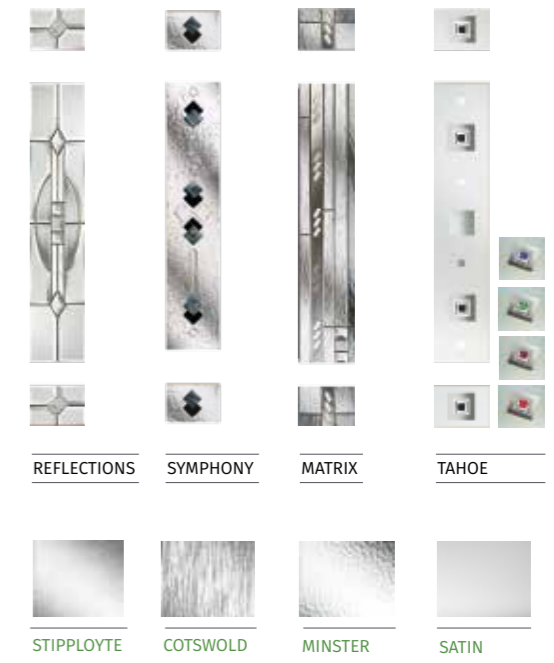 REFLECTIONS
SYMPHONY
MATRIX
TAHOE
STIPPLOYTE
COTSWOLD
MINSTER
SATIN